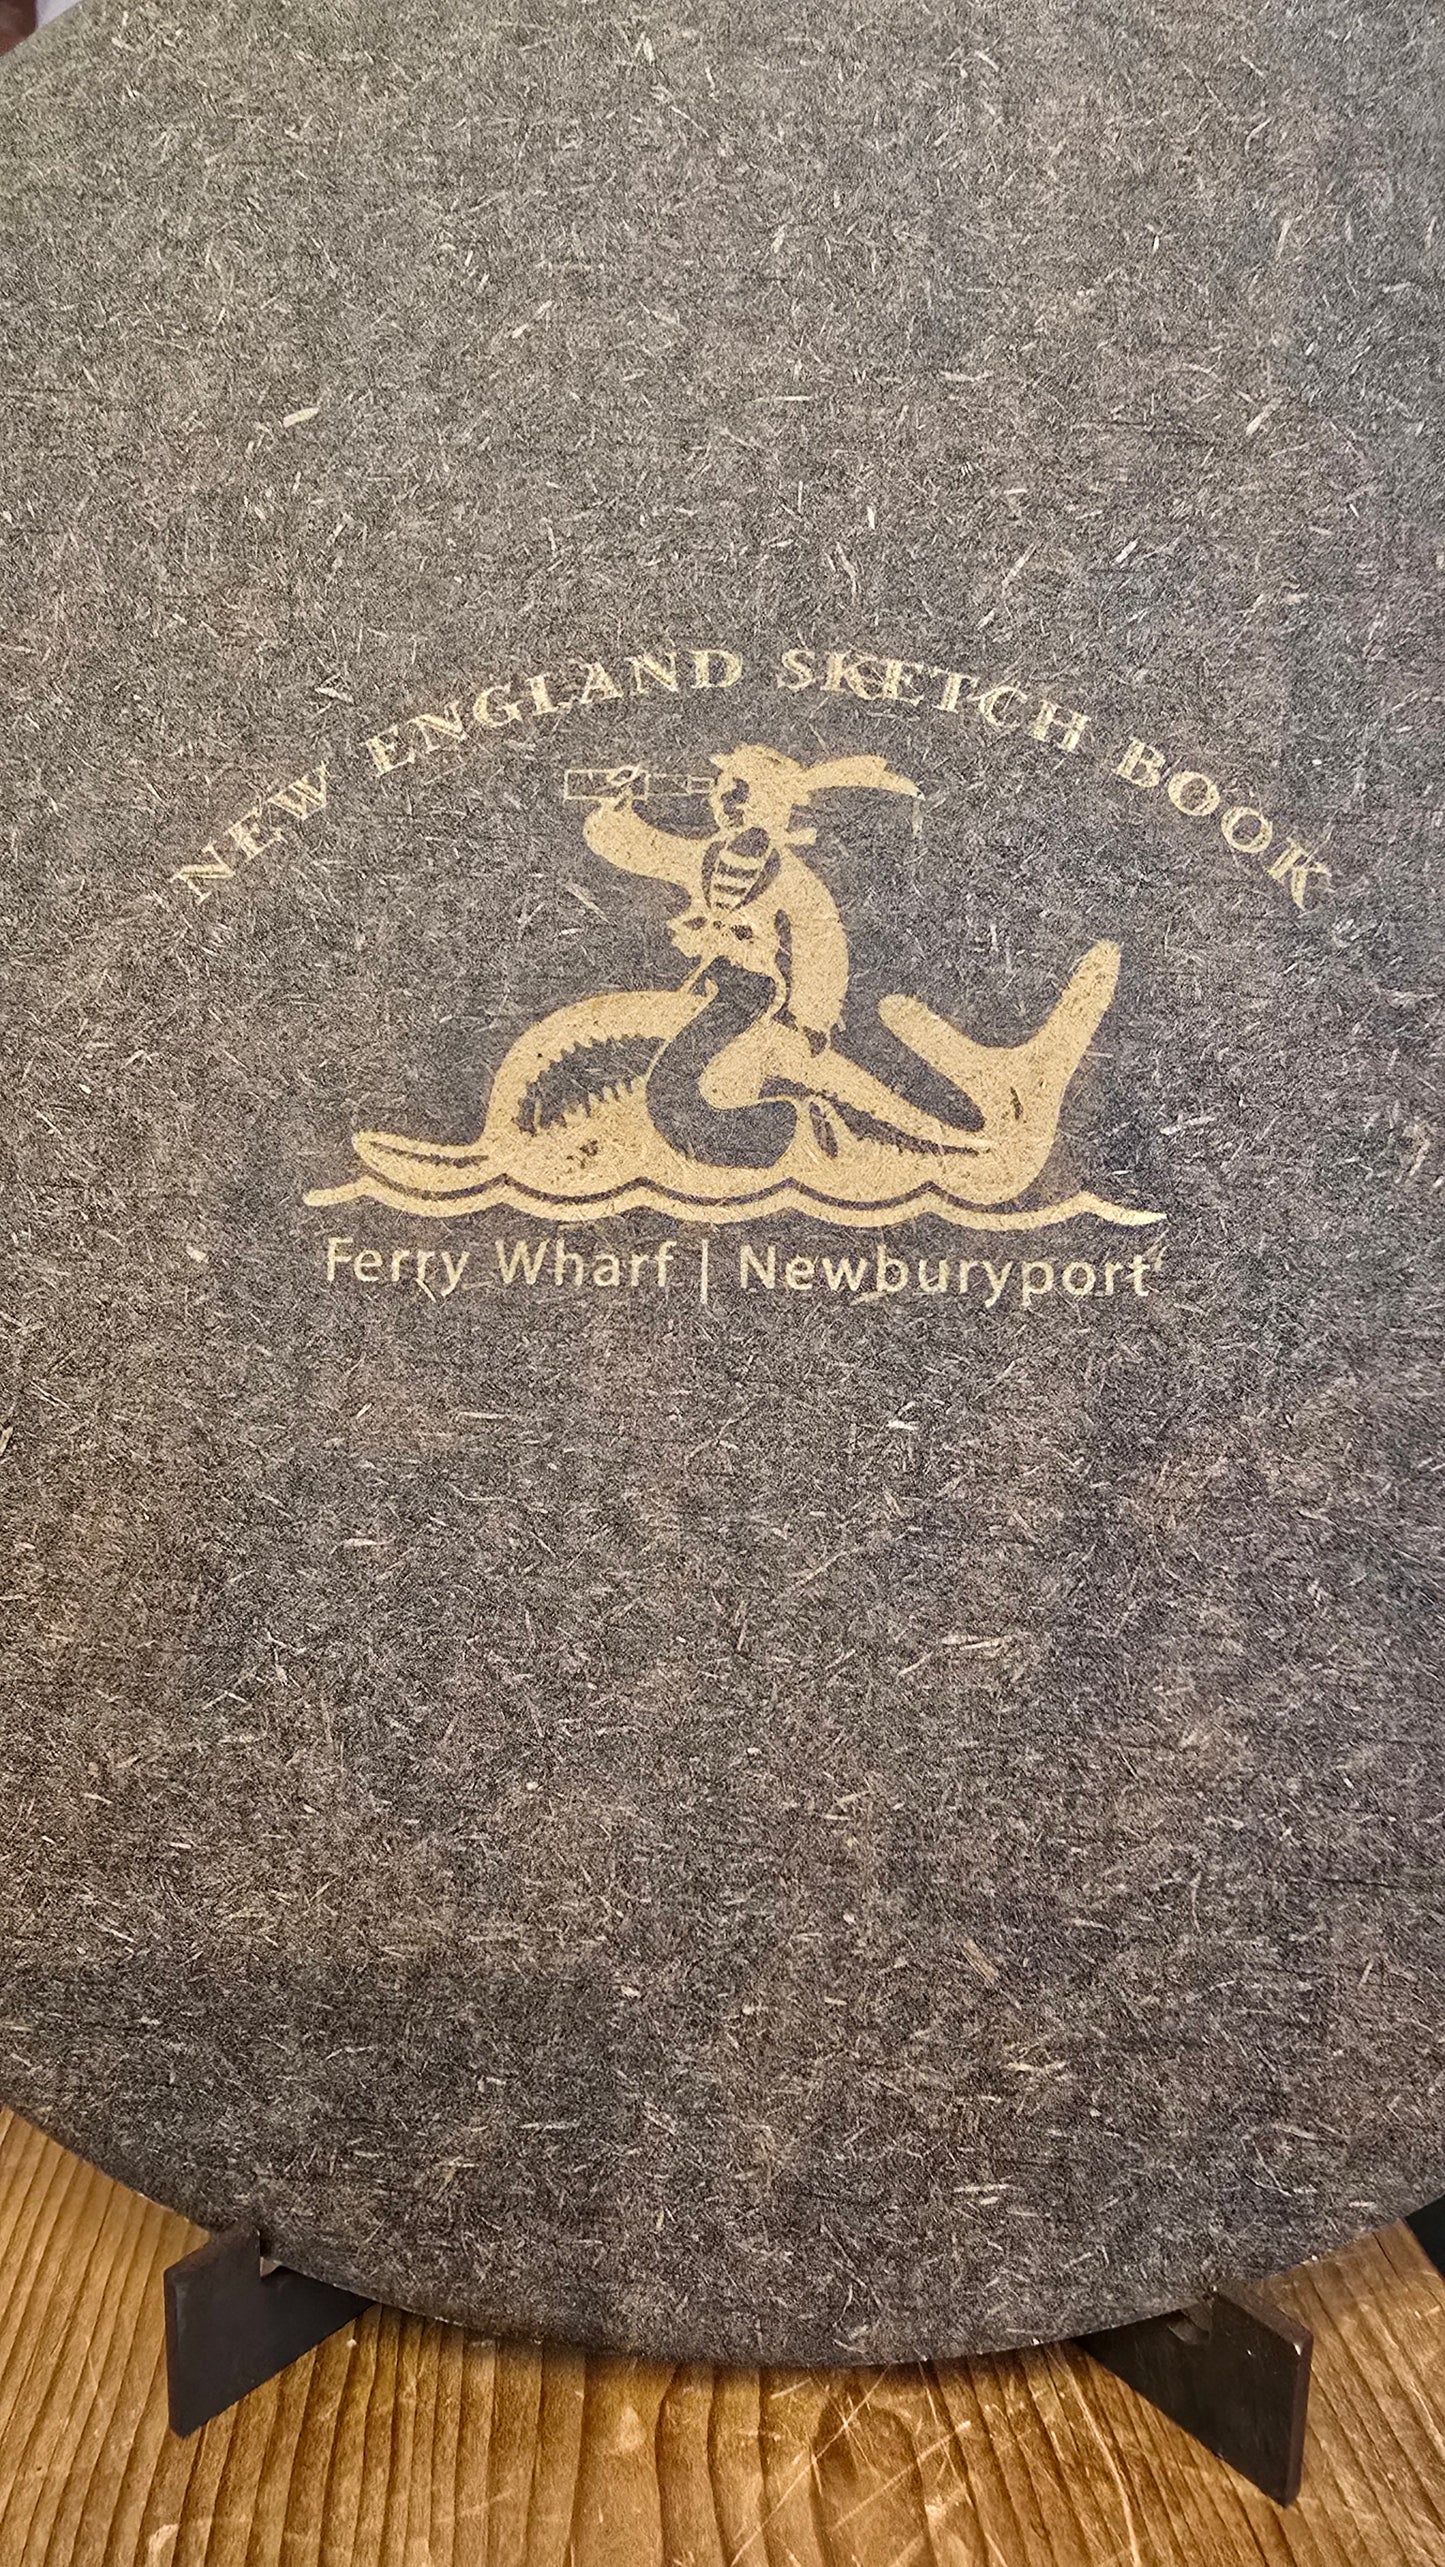 NEW ENGLAND SKETCH BOOK
Ferry Wharf | Newburyport